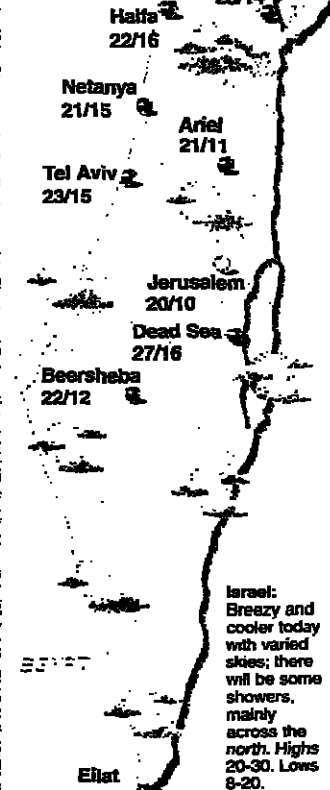 Haifa
22/16
Netanya
21/15
Ariel
21/11
Tel Aviv
23/15
Jerusalem
20/10
Dead Sea
27/16
Beersheba
22/12
Israel:
Breezy and
cooler today
with varied
skies; there
will be some
showers,
mainly
across the
north. Highs
20-30. Lows
8-20.
Eilat